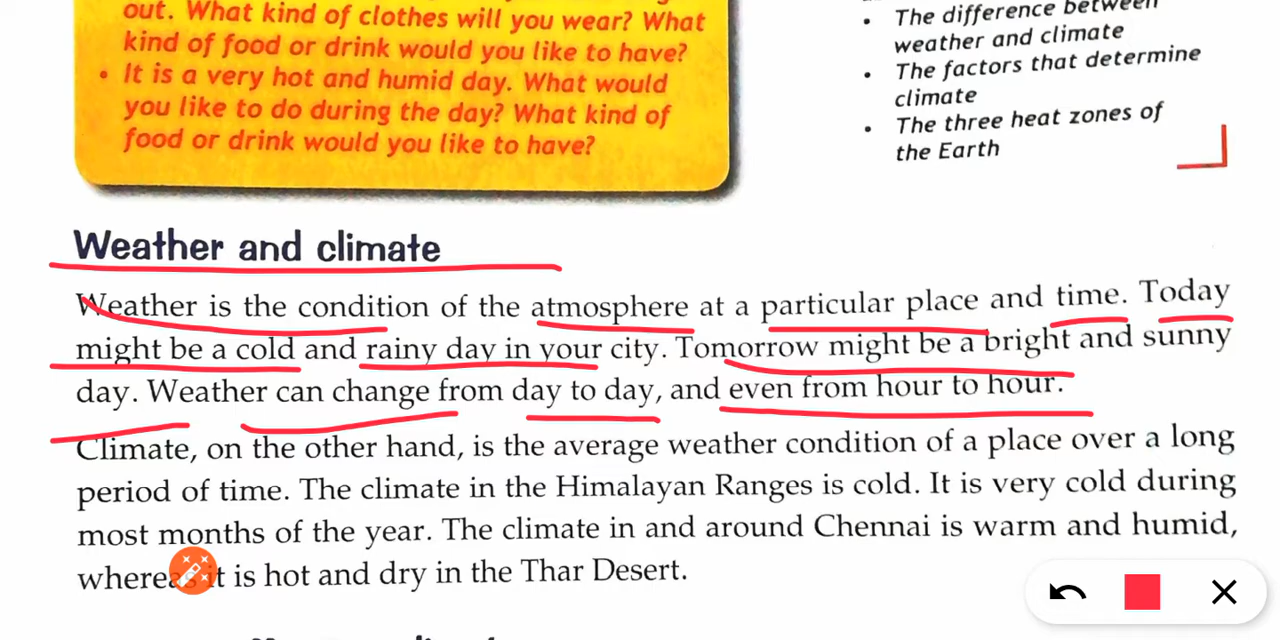 out. What kind of clothes will you wear? What
kind of food or drink would you like to have?
• It is a very hot and humid day. What would
you like to do during the day? What kind of
food or drink would you like to have?
• The difference between
weather and climate
• The factors that determine
climate
• The three heat zones of
the Earth
Weather and climate
Weather is the condition of the atmosphere at a particular place and time. Today
might be a cold and rainy day in your city. Tomorrow might be a bright and sunny
day. Weather can change from day to day, and even from hour to hour.
Climate, on the other hand, is the average weather condition of a place over a long
period of time. The climate in the Himalayan Ranges is cold. It is very cold during
most months of the year. The climate in and around Chennai is warm and humid,
whereas it is hot and dry in the Thar Desert.